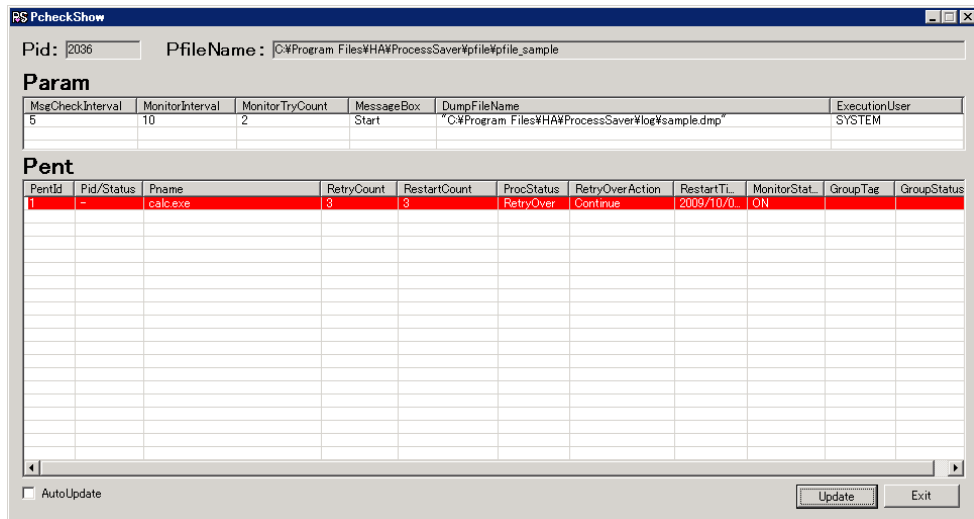 PS PcheckShow
Pid: 2036 PfileName: C:¥Program Files¥HA¥ProcessSaver¥pfile¥pfile_sample
Param
MsgCheckInterval MonitorInterval MonitorTryCount MessageBox DumpFileName ExecutionUser
5 10 2 Start "C:¥Program Files¥HA¥ProcessSaver¥log¥sample.dmp" SYSTEM
Pent
PentId Pid/Status Pname RetryCount RestartCount ProcStatus RetryOverAction RestartTi... MonitorStat... GroupTag GroupStatus
1 - calc.exe 3 3 RetryOver Continue 2009/10/0... ON
AutoUpdate Update Exit